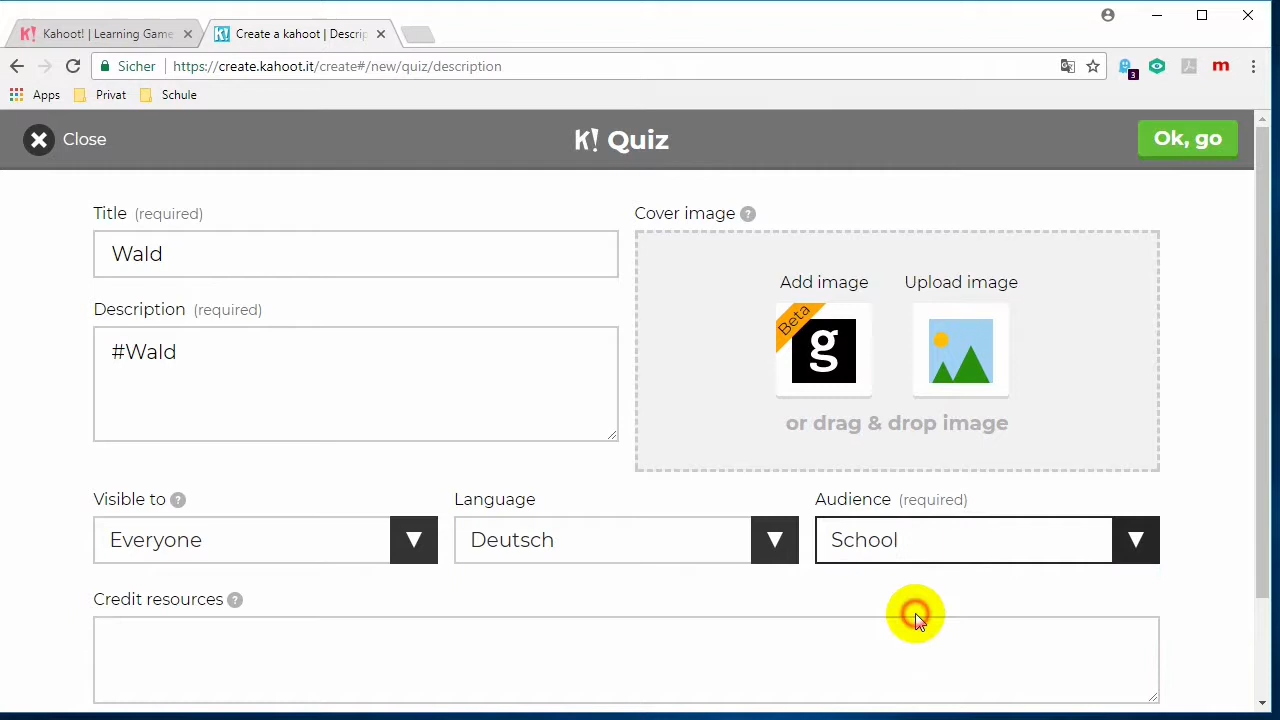 Kahoot! | Learning Game
Create a kahoot | Descrip
Sicher
https://create.kahoot.it/create#/new/quiz/description
3
m
Apps
Privat
Schule
Close
K! Quiz
Ok, go
Title (required)
Wald
Description (required)
#Wald
Cover image ?
Add image
Upload image
Beta
g
or drag & drop image
Visible to ?
Language
Audience (required)
Everyone
Deutsch
School
Credit resources ?